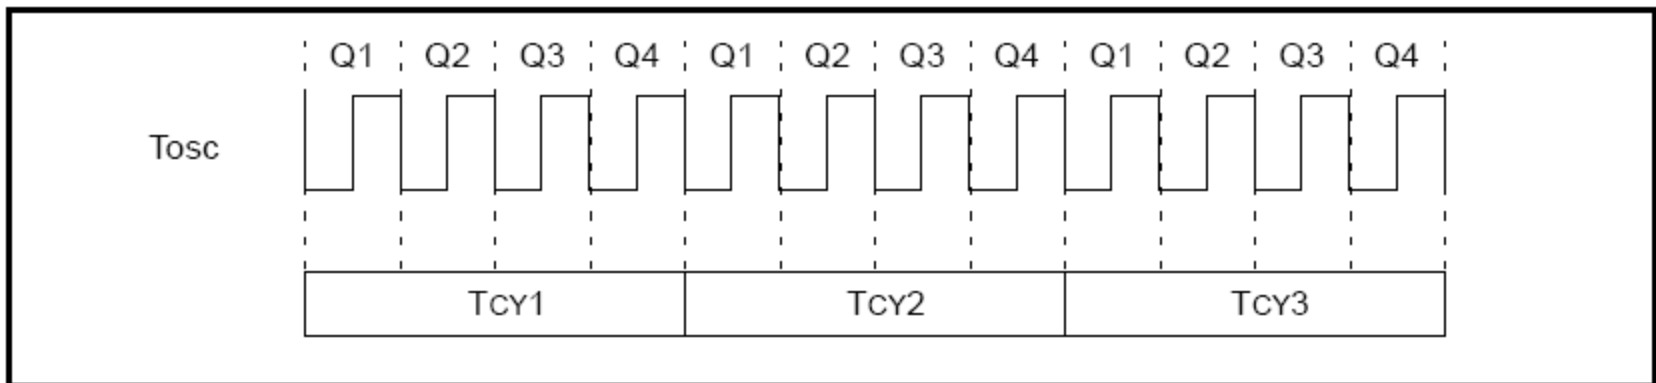 Q1 Q2 Q3 Q4 Q1 Q2 Q3 Q4 Q1 Q2 Q3 Q4
Tosc
TCY1 TCY2 TCY3